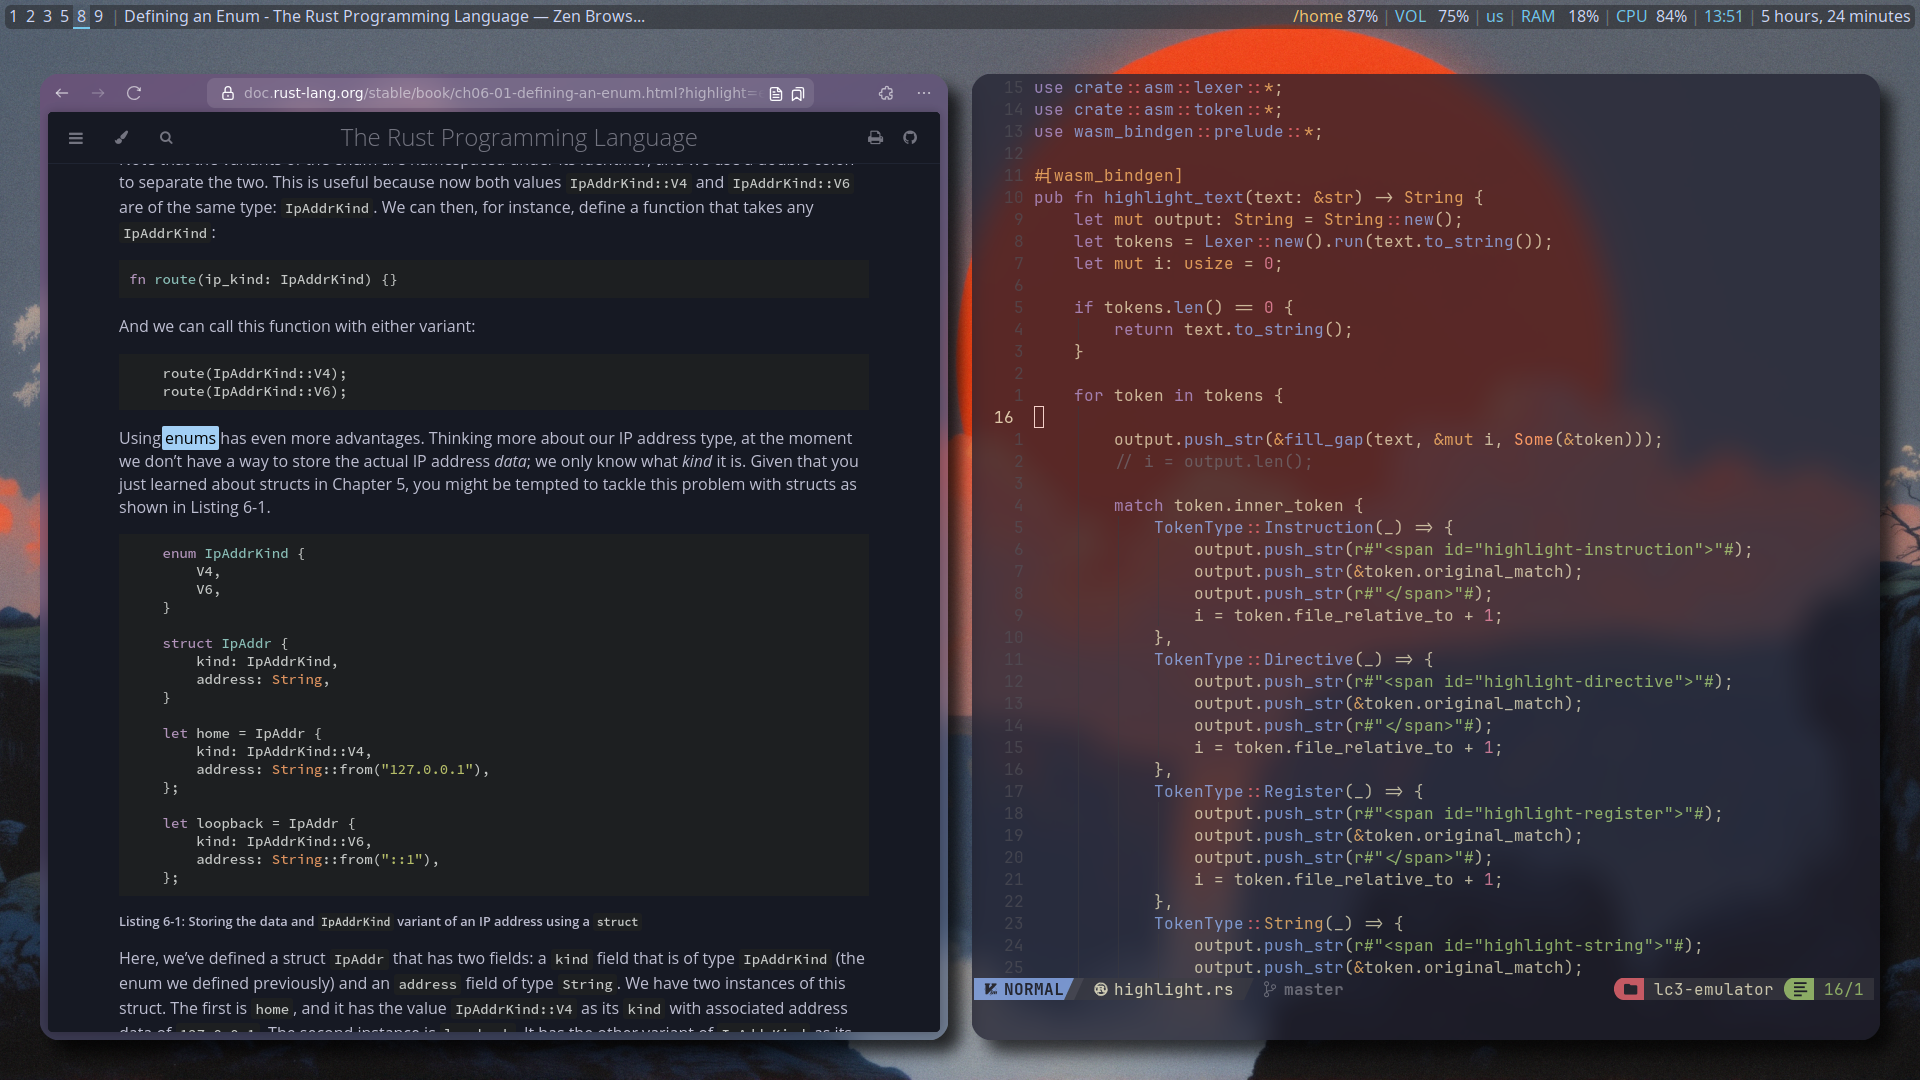 1 2 3 5 8 9 | Defining an Enum - The Rust Programming Language — Zen Brows...
/home 87% | VOL 75% | us | RAM 18% | CPU 84% | 13:51 | 5 hours, 24 minutes
doc.rust-lang.org/stable/book/ch06-01-defining-an-enum.html?highlight=
The Rust Programming Language
to separate the two. This is useful because now both values IpAddrKind::V4 and IpAddrKind::V6
are of the same type: IpAddrKind. We can then, for instance, define a function that takes any
IpAddrKind:
fn route(ip_kind: IpAddrKind) {}
And we can call this function with either variant:
route(IpAddrKind::V4);
route(IpAddrKind::V6);
Using enums has even more advantages. Thinking more about our IP address type, at the moment
we don’t have a way to store the actual IP address data; we only know what kind it is. Given that you
just learned about structs in Chapter 5, you might be tempted to tackle this problem with structs as
shown in Listing 6-1.
enum IpAddrKind {
V4,
V6,
}
struct IpAddr {
kind: IpAddrKind,
address: String,
}
let home = IpAddr {
kind: IpAddrKind::V4,
address: String::from("127.0.0.1"),
};
let loopback = IpAddr {
kind: IpAddrKind::V6,
address: String::from("::1"),
};
Listing 6-1: Storing the data and IpAddrKind variant of an IP address using a struct
Here, we’ve defined a struct IpAddr that has two fields: a kind field that is of type IpAddrKind (the
enum we defined previously) and an address field of type String. We have two instances of this
struct. The first is home, and it has the value IpAddrKind::V4 as its kind with associated address
15 use crate::asm::lexer::*;
14 use crate::asm::token::*;
13 use wasm_bindgen::prelude::*;
12
11 #[wasm_bindgen]
10 pub fn highlight_text(text: &str) -> String {
9 let mut output: String = String::new();
8 let tokens = Lexer::new().run(text.to_string());
7 let mut i: usize = 0;
6
5 if tokens.len() == 0 {
4 return text.to_string();
3 }
2
1 for token in tokens {
16
1 output.push_str(&fill_gap(text, &mut i, Some(&token)));
2 // i = output.len();
3
4 match token.inner_token {
5 TokenType::Instruction(_) => {
6 output.push_str(r#"<span id="highlight-instruction">"#);
7 output.push_str(&token.original_match);
8 output.push_str(r#"</span>"#);
9 i = token.file_relative_to + 1;
10 },
11 TokenType::Directive(_) => {
12 output.push_str(r#"<span id="highlight-directive">"#);
13 output.push_str(&token.original_match);
14 output.push_str(r#"</span>"#);
15 i = token.file_relative_to + 1;
16 },
17 TokenType::Register(_) => {
18 output.push_str(r#"<span id="highlight-register">"#);
19 output.push_str(&token.original_match);
20 output.push_str(r#"</span>"#);
21 i = token.file_relative_to + 1;
22 },
23 TokenType::String(_) => {
24 output.push_str(r#"<span id="highlight-string">"#);
25 output.push_str(&token.original_match);
NORMAL highlight.rs master lc3-emulator 16/1